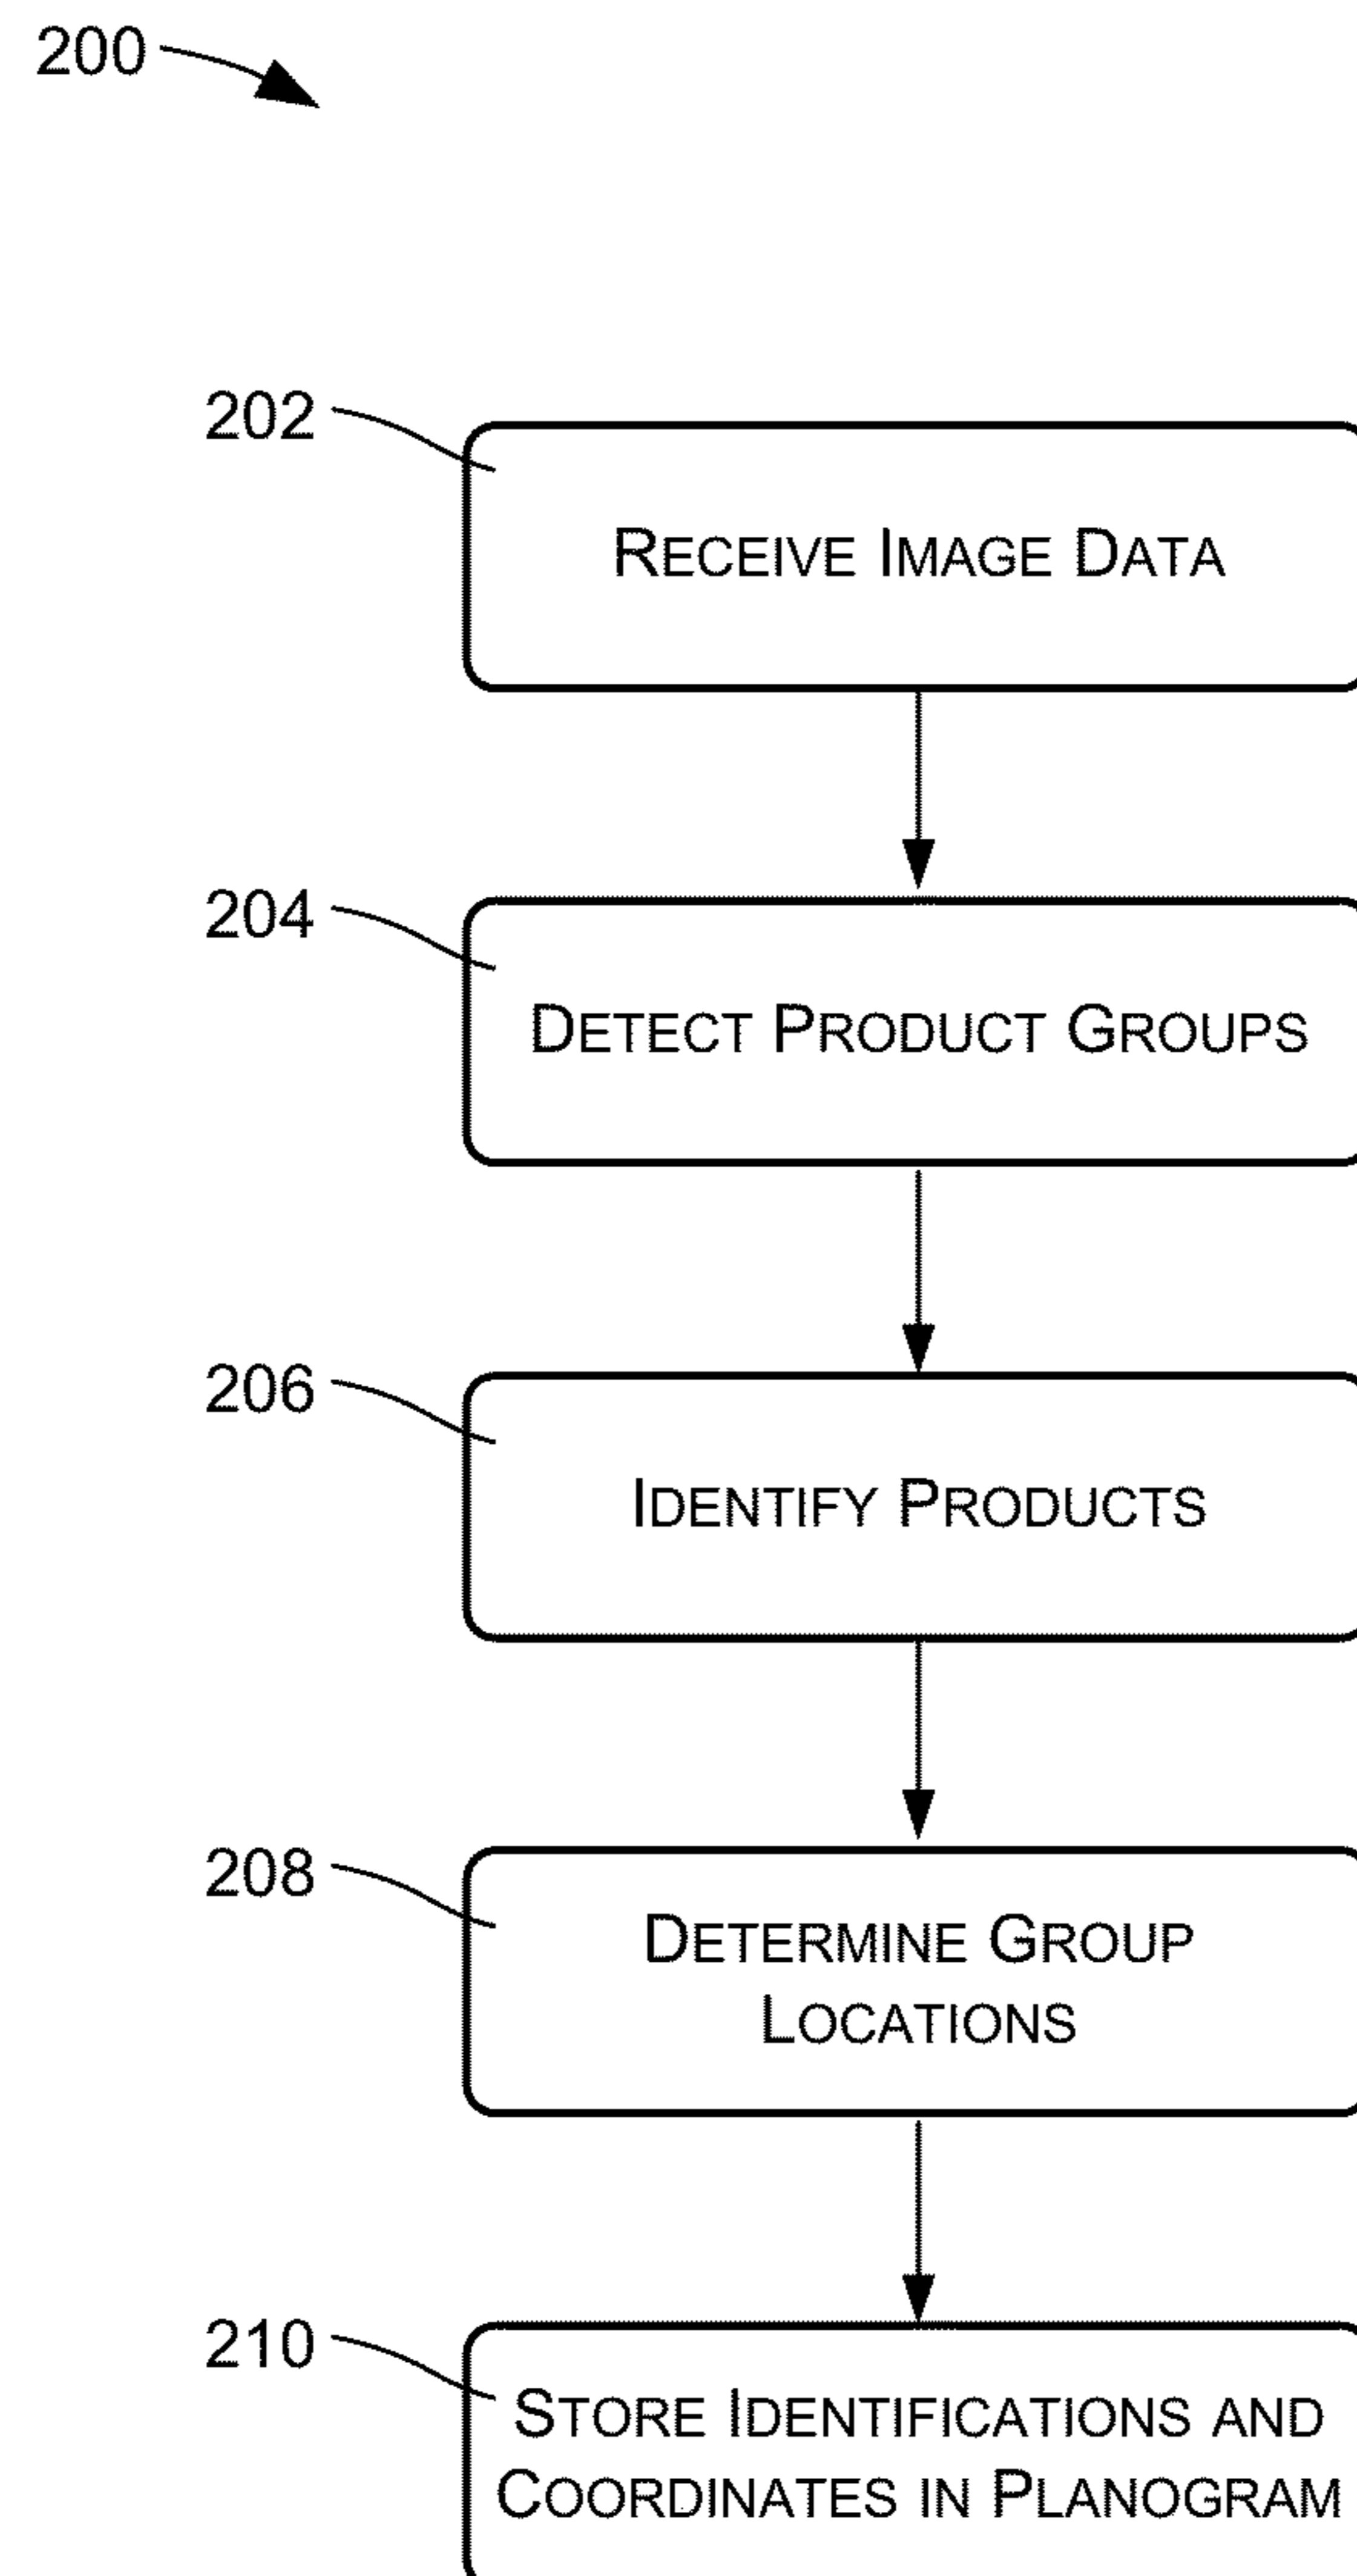 200
202
RECEIVE IMAGE DATA
204
DETECT PRODUCT GROUPS
206
IDENTIFY PRODUCTS
208
DETERMINE GROUP
LOCATIONS
210
STORE IDENTIFICATIONS AND
COORDINATES IN PLANOGRAM